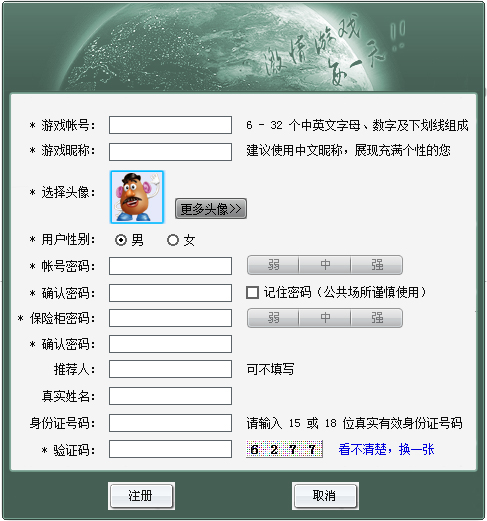 激情游戏
每一天!!
* 游戏帐号： 6 - 32 个中英文字母、数字及下划线组成
* 游戏昵称： 建议使用中文昵称，展现充满个性的您
* 选择头像： 更多头像>>
* 用户性别： 男 女
* 帐号密码： 弱 中 强
* 确认密码： 记住密码（公共场所谨慎使用）
* 保险柜密码： 弱 中 强
* 确认密码：
推荐人： 可不填写
真实姓名：
身份证号码： 请输入 15 或 18 位真实有效身份证号码
* 验证码： 6 2 7 7 看不清楚，换一张
注册 取消